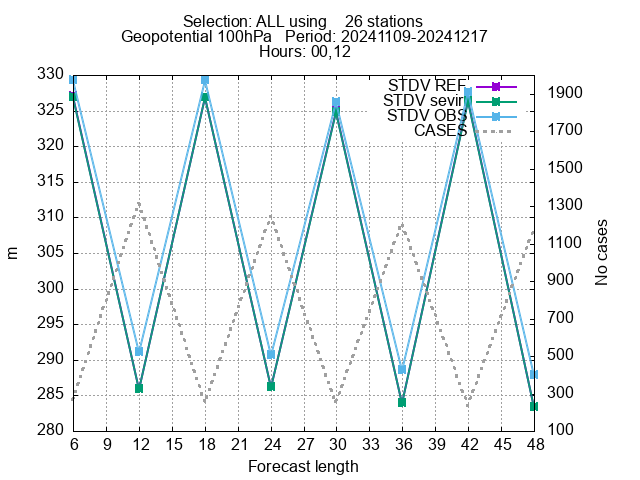 Selection: ALL using 26 stations
Geopotential 100hPa Period: 20241109-20241217
Hours: 00,12
STDV REF
STDV sevir
STDV OBS
CASES
330
325
320
315
310
305
300
295
290
285
280
m
1900
1700
1500
1300
1100
900
700
500
300
100
No cases
6 9 12 15 18 21 24 27 30 33 36 39 42 45 48
Forecast length